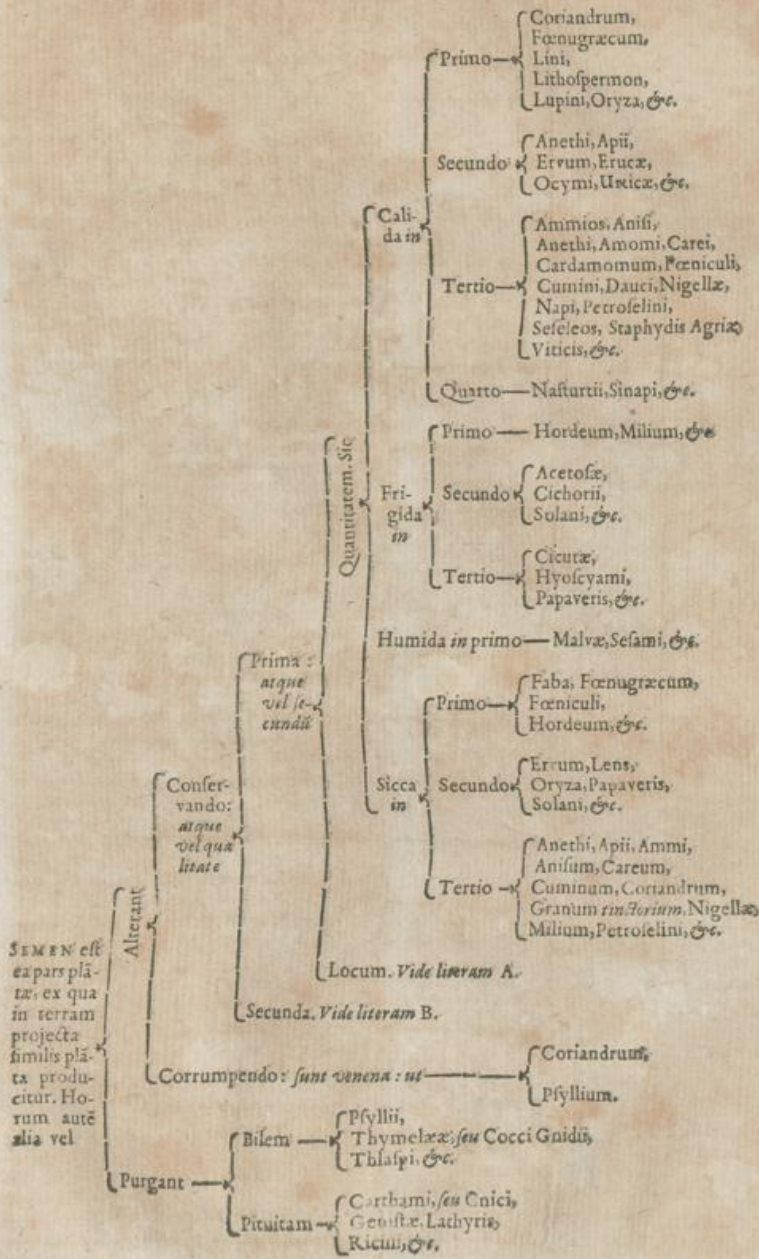 Coriandrum,
Fœnugræcum,
Primo
Lini,
Lithoſpermon,
Lupini, Oryza, &c.
Anethi, Apii,
Secundo
Ervum, Erucæ,
Ocymi, Urticæ, &c.
Cali-
da in
Ammios, Aniſi,
Anethi, Amomi, Carei,
Cardamomum, Fœniculi,
Tertio
Cumini, Dauci, Nigellæ,
Napi, Petroſelini,
Seſeleos, Staphydis Agriæ,
Viticis, &c.
Quarto
Naſturtii, Sinapi, &c.
Quantitatem. Sic
Primo
Hordeum, Milium, &c
Fri-
gida
in
Acetoſæ,
Secundo
Cichorii,
Solani, &c.
Cicutæ,
Tertio
Hyoſcyami,
Papaveris, &c.
Humida in primo
Malvæ, Seſami, &c.
Prima :
atque
vel ſe-
cundū
Faba, Fœnugræcum,
Primo
Fœniculi,
Hordeum, &c.
Sicca
in
Ervum, Lens,
Secundo
Oryza, Papaveris,
Solani, &c.
Anethi, Apii, Ammi,
Aniſum, Careum,
Tertio
Cuminum, Coriandrum,
Granum tinctorium, Nigellæ,
Milium, Petroſelini, &c.
Conſer-
vando:
atque
vel qua
litate
Locum. Vide literam A.
Secunda. Vide literam B.
Alterant
SEMEN eſt
ea pars plā-
tæ, ex qua
in terram
projecta
ſimilis plā-
ta produ-
citur. Ho-
rum autē
alia vel
Corrumpendo: ſunt venena : ut
Coriandrum,
Pſyllium.
Purgant
Pſyllii,
Bilem
Thymelææ, ſeu Cocci Gnidii,
Thlaſpi, &c.
Carthami, ſeu Cnici,
Pituitam
Geniſtæ, Lathyris,
Ricini, &c.